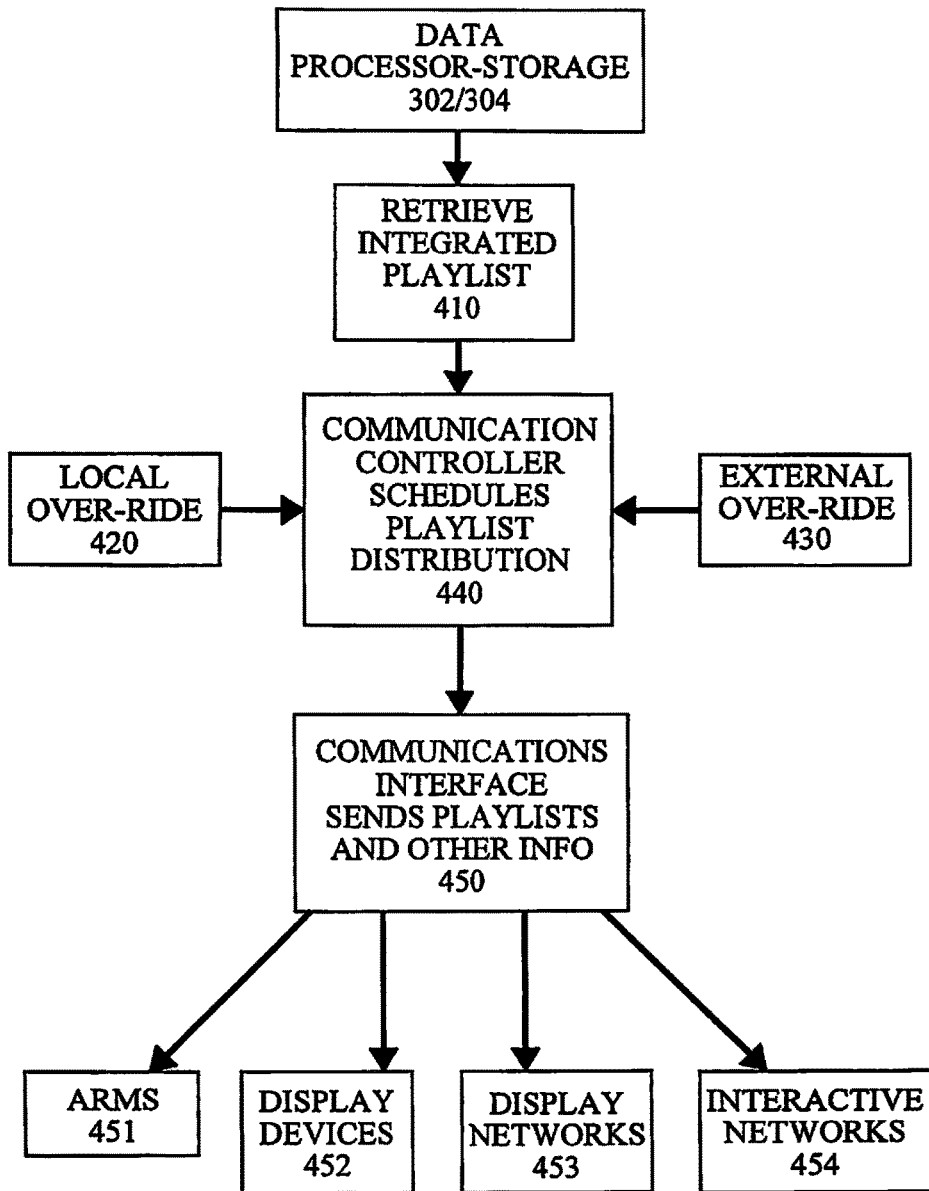 DATA
PROCESSOR-STORAGE
302/304
RETRIEVE
INTEGRATED
PLAYLIST
410
COMMUNICATION
CONTROLLER
SCHEDULES
PLAYLIST
DISTRIBUTION
440
LOCAL
OVER-RIDE
420
EXTERNAL
OVER-RIDE
430
COMMUNICATIONS
INTERFACE
SENDS PLAYLISTS
AND OTHER INFO
450
ARMS
451
DISPLAY
DEVICES
452
DISPLAY
NETWORKS
453
INTERACTIVE
NETWORKS
454